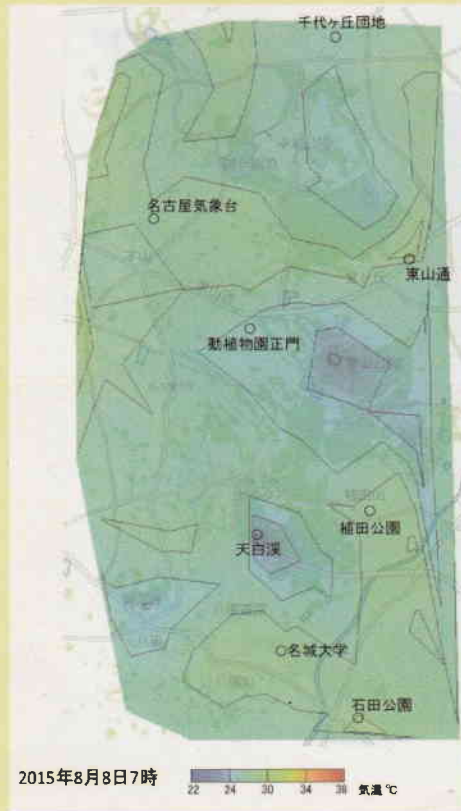 千代ヶ丘団地
名古屋気象台
東山通
動植物園正門
植田公園
天白渓
名城大学
石田公園
2015年8月8日7時
22 24 30 34 38 気温 ℃